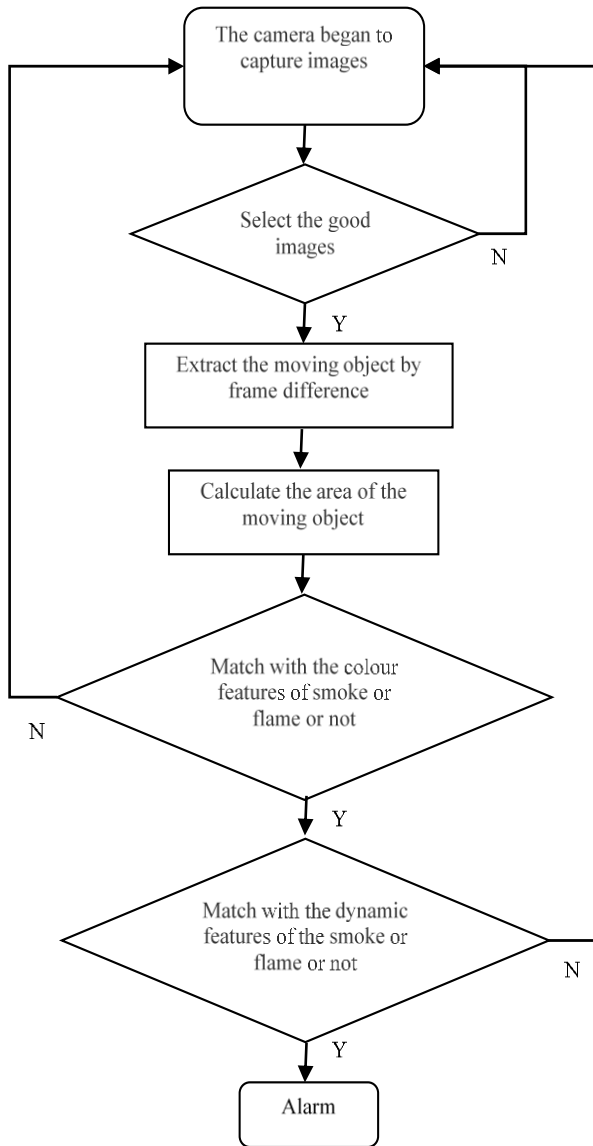 The camera began to
capture images
Select the good
images
N
Y
Extract the moving object by
frame difference
Calculate the area of the
moving object
Match with the colour
features of smoke or
flame or not
N
Y
Match with the dynamic
features of the smoke or
flame or not
N
Y
Alarm